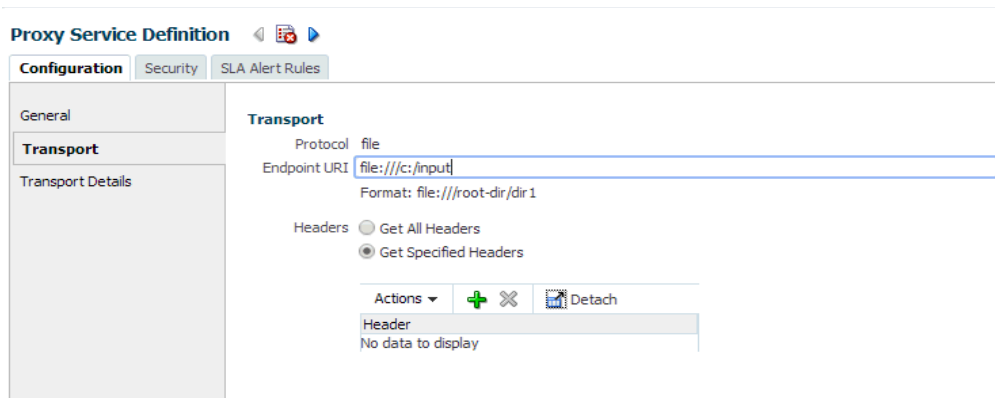 Proxy Service Definition
Configuration Security SLA Alert Rules
General
Transport
Transport Details
Transport
Protocol file
Endpoint URI file:///c:/input
Format: file:///root-dir/dir1
Headers Get All Headers
Get Specified Headers
Actions Detach
Header
No data to display